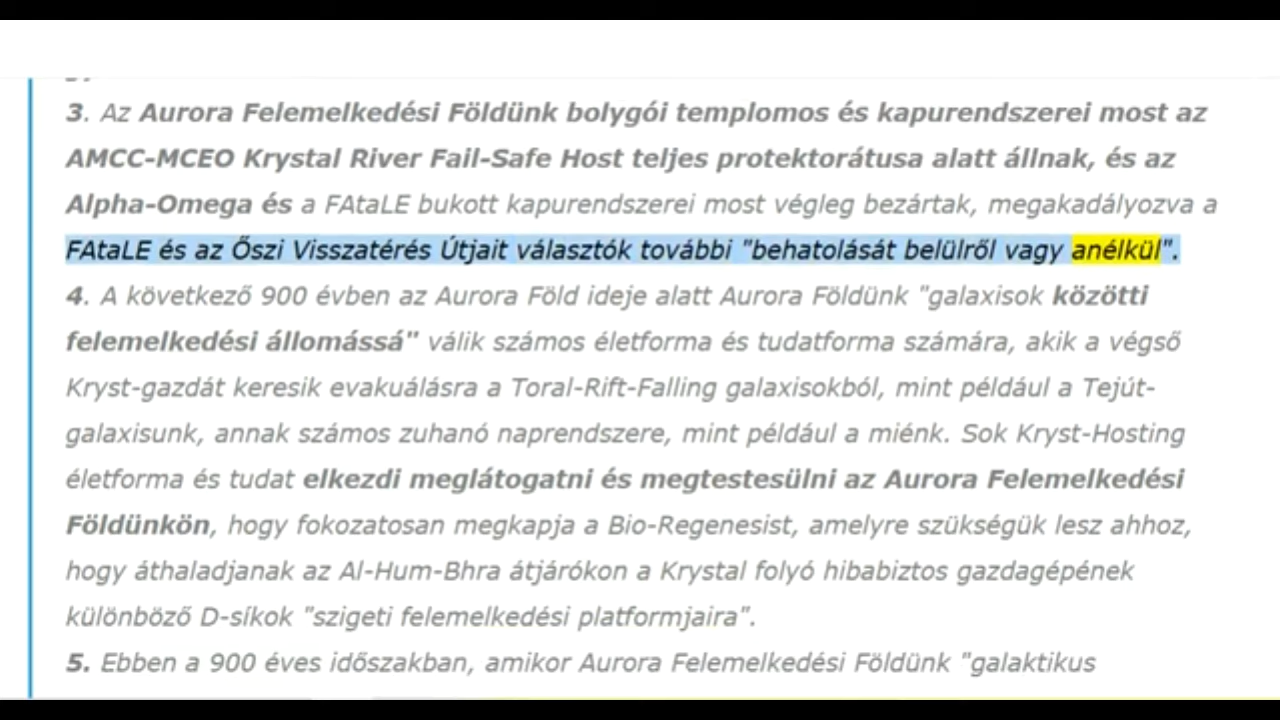 3. Az Aurora Felemelkedési Földünk bolygói templomos és kapurendszerei most az
AMCC-MCEO Krystal River Fail-Safe Host teljes protektorátusa alatt állnak, és az
Alpha-Omega és a FAtaLE bukott kapurendszerei most végleg bezártak, megakadályozva a
FAtaLE és az Őszi Visszatérés Útjait választók további "behatolását belülről vagy anélkül".
4. A következő 900 évben az Aurora Föld ideje alatt Aurora Földünk "galaxisok közötti
felemelkedési állomássá" válik számos életforma és tudatforma számára, akik a végső
Kryst-gazdát keresik evakuálásra a Toral-Rift-Falling galaxisokból, mint például a Tejút-
galaxisunk, annak számos zuhanó naprendszere, mint például a miénk. Sok Kryst-Hosting
életforma és tudat elkezdi meglátogatni és megtestesülni az Aurora Felemelkedési
Földünkön, hogy fokozatosan megkapja a Bio-Regenesist, amelyre szükségük lesz ahhoz,
hogy áthaladjanak az Al-Hum-Bhra átjárókon a Krystal folyó hibabiztos gazdagépének
különböző D-síkok "szigeti felemelkedési platformjaira".
5. Ebben a 900 éves időszakban, amikor Aurora Felemelkedési Földünk "galaktikus